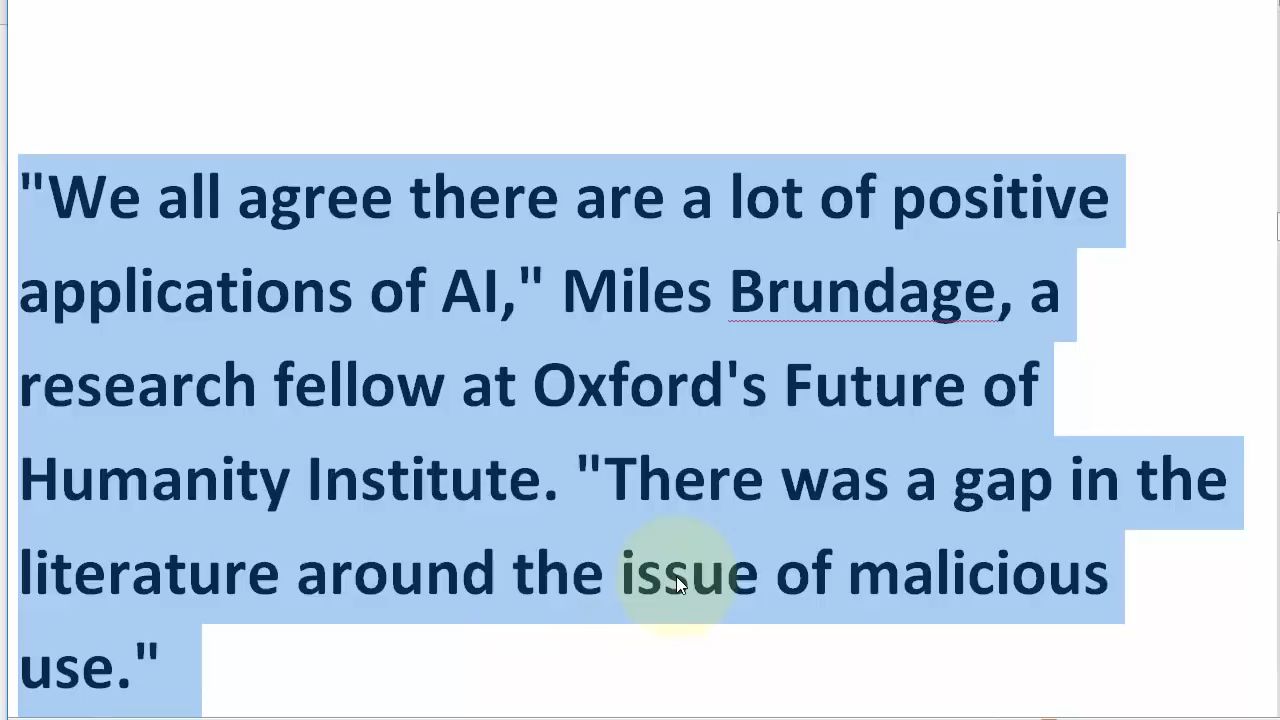 "We all agree there are a lot of positive
applications of AI," Miles Brundage, a
research fellow at Oxford's Future of
Humanity Institute. "There was a gap in the
literature around the issue of malicious
use."